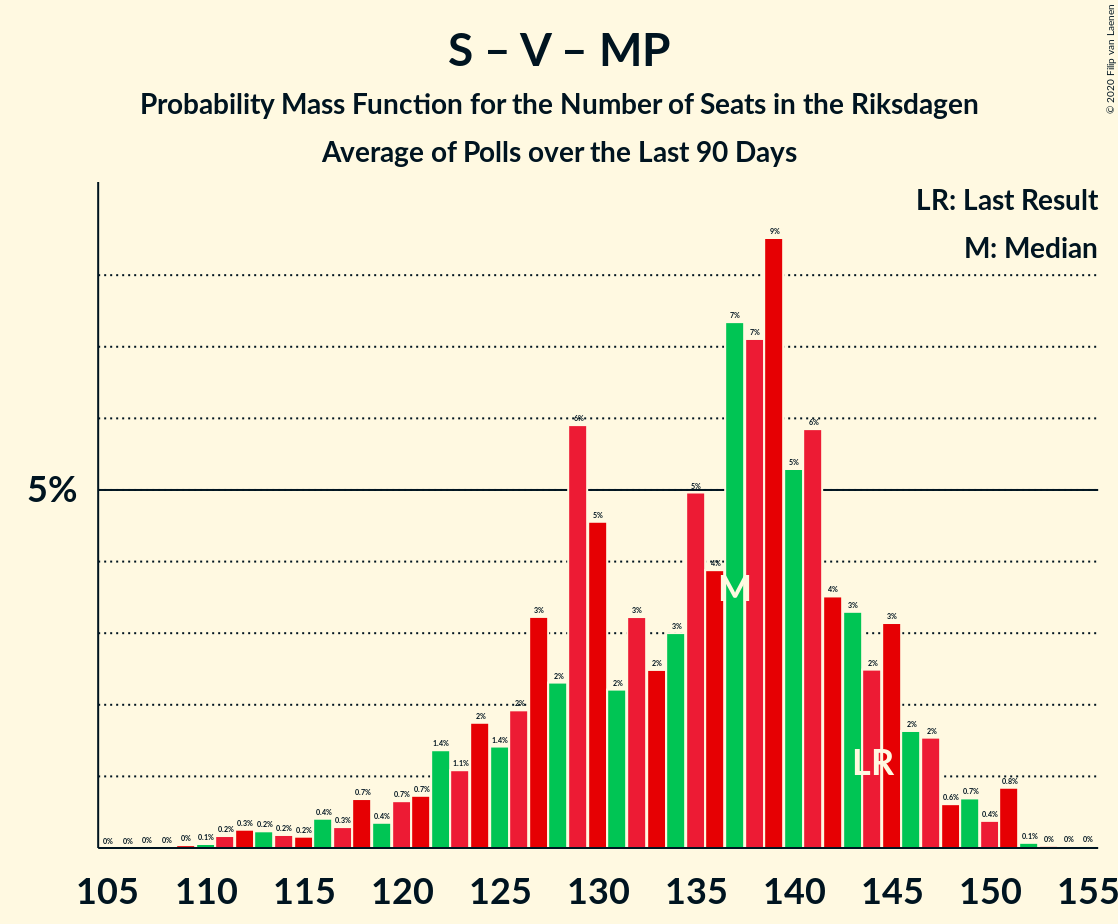 S – V – MP
Probability Mass Function for the Number of Seats in the Riksdagen
Average of Polls over the Last 90 Days
© 2020 Filip van Laenen
LR: Last Result
M: Median
5%
0% 0% 0% 0% 0% 0.1% 0.2% 0.3% 0.2% 0.2% 0.2% 0.4% 0.3% 0.7% 0.4% 0.7% 0.7% 1.4% 1.1% 2% 1.4% 2% 3% 2% 6% 5% 2% 3% 2% 3% 5% 4% 7% 7% 9% 5% 6% 4% 3% 2% 3% 2% 2% 0.6% 0.7% 0.4% 0.8% 0.1% 0% 0% 0%
M
LR
105 110 115 120 125 130 135 140 145 150 155